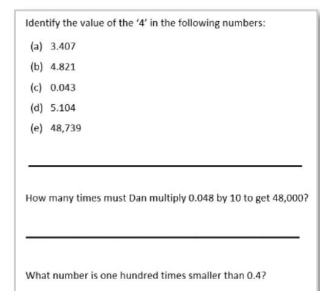 Identify the value of the ‘4’ in the following numbers:
(a) 3.407
(b) 4.821
(c) 0.043
(d) 5.104
(e) 48,739
How many times must Dan multiply 0.048 by 10 to get 48,000?
What number is one hundred times smaller than 0.4?